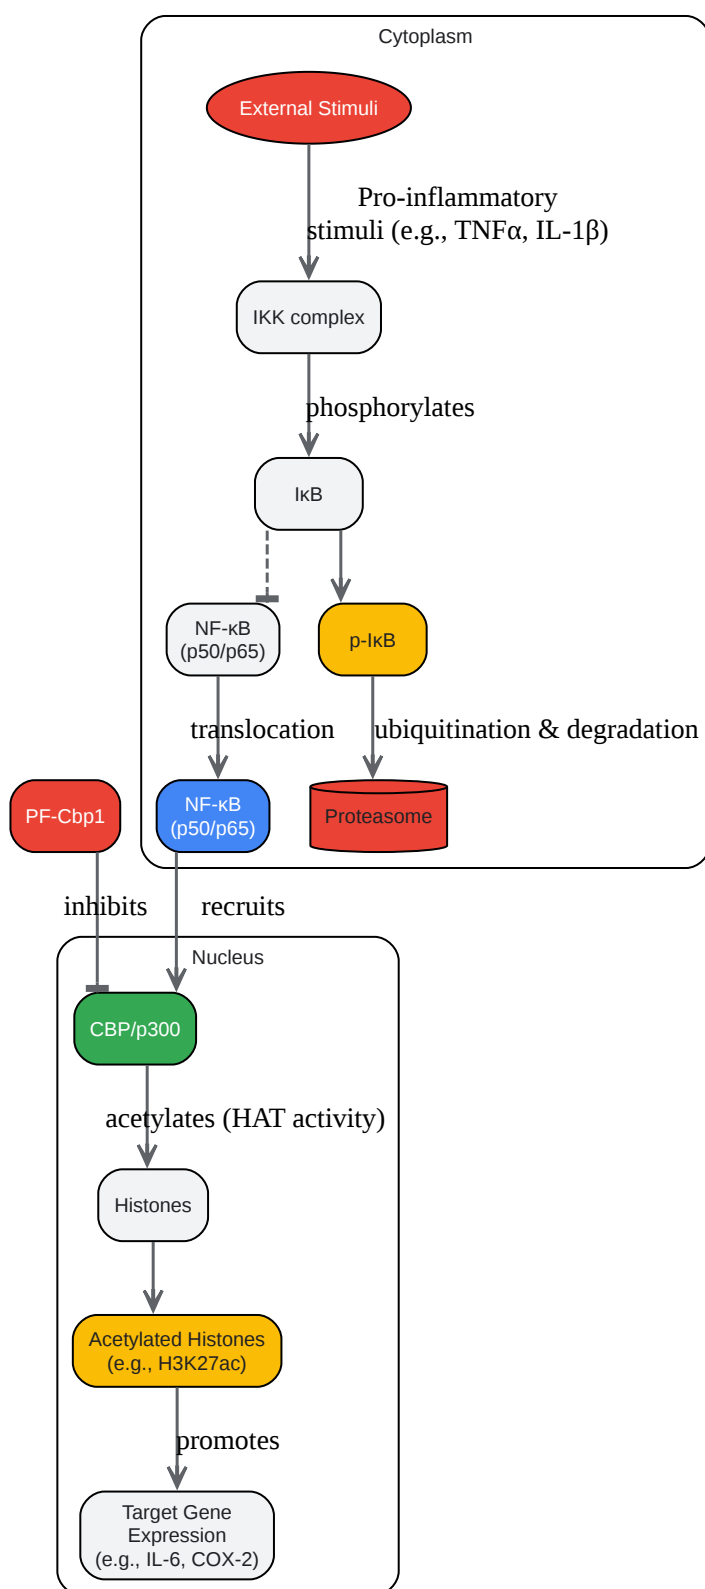 Cytoplasm
External Stimuli
Pro-inflammatory
stimuli (e.g., TNFα, IL-1β)
IKK complex
phosphorylates
IκB
NF-κB
(p50/p65)
p-IκB
translocation
ubiquitination & degradation
PF-Cbp1
NF-κB
(p50/p65)
Proteasome
inhibits
recruits
Nucleus
CBP/p300
acetylates (HAT activity)
Histones
Acetylated Histones
(e.g., H3K27ac)
promotes
Target Gene
Expression
(e.g., IL-6, COX-2)